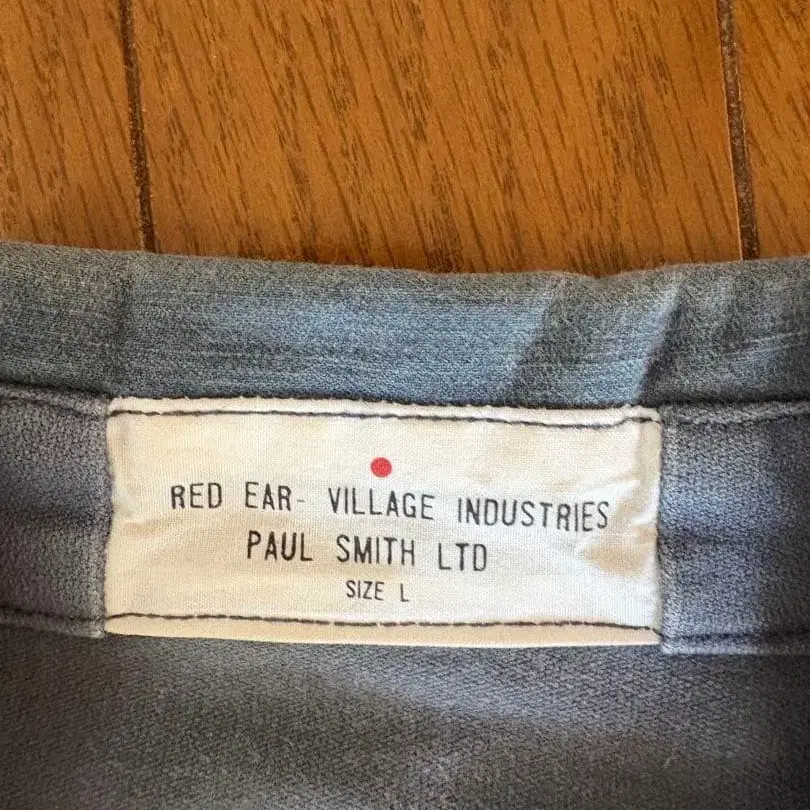 RED EAR- VILLAGE INDUSTRIES
PAUL SMITH LTD
SIZE L